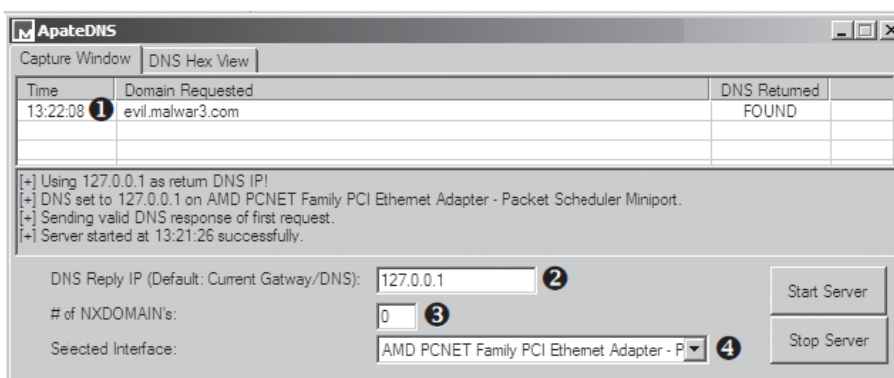 ApateDNS
Capture Window DNS Hex View
Time Domain Requested DNS Returned
13:22:08 ❶ evil.malwar3.com FOUND
[+] Using 127.0.0.1 as return DNS IP!
[+] DNS set to 127.0.0.1 on AMD PCNET Family PCI Ethernet Adapter - Packet Scheduler Miniport.
[+] Sending valid DNS response of first request.
[+] Server started at 13:21:26 successfully.
DNS Reply IP (Default: Current Gatway/DNS): 127.0.0.1 ❷
# of NXDOMAIN's: 0 ❸
Start Server
Seected Interface: AMD PCNET Family PCI Ethernet Adapter - P ❹
Stop Server